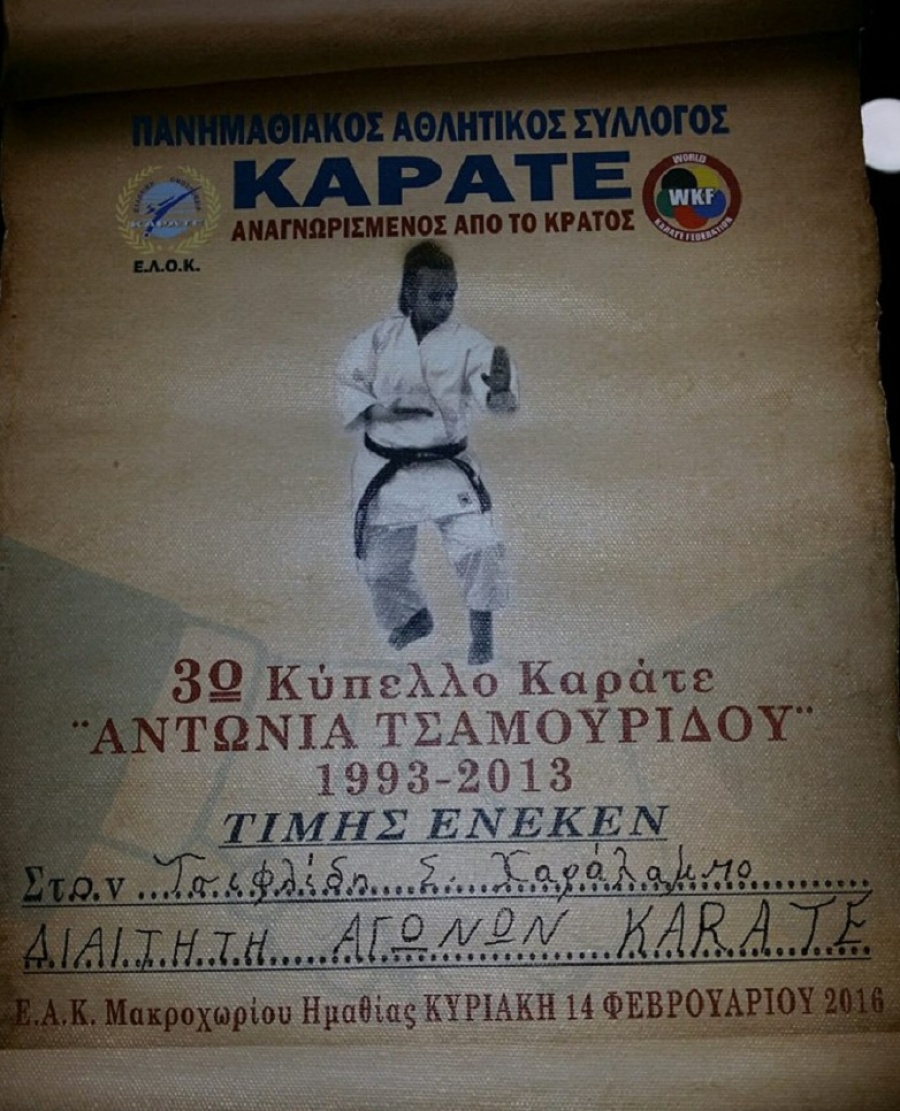 ΠΑΝΗΜΑΘΙΑΚΟΣ ΑΘΛΗΤΙΚΟΣ ΣΥΛΛΟΓΟΣ
ΚΑΡΑΤΕ
ΑΝΑΓΝΩΡΙΣΜΕΝΟΣ ΑΠΟ ΤΟ ΚΡΑΤΟΣ
Ε.Λ.Ο.Κ.
WORLD
WKF
KARATE FEDERATION
3Ο Κύπελλο Καράτε
¨ΑΝΤΩΝΙΑ ΤΣΑΜΟΥΡΙΔΟΥ¨
1993-2013
ΤΙΜΗΣ ΕΝΕΚΕΝ
Στον Τσιφλίδη Σ. Χαράλαμπο
ΔΙΑΙΤΗΤΗ ΑΓΩΝΩΝ KARATE
Ε.Α.Κ. Μακροχωρίου Ημαθίας ΚΥΡΙΑΚΗ 14 ΦΕΒΡΟΥΑΡΙΟΥ 2016